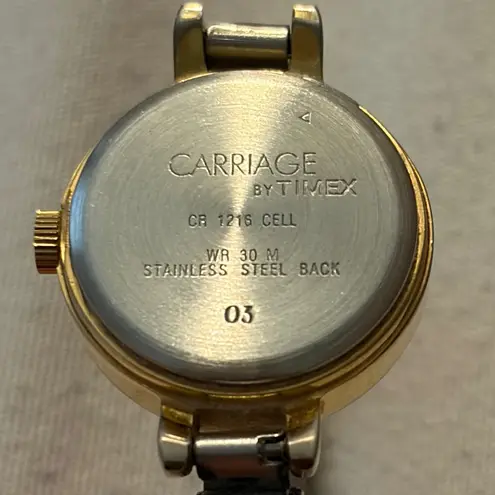 CARRIAGE
BY TIMEX
CR 1216 CELL
WR 30 M
STAINLESS STEEL BACK
03